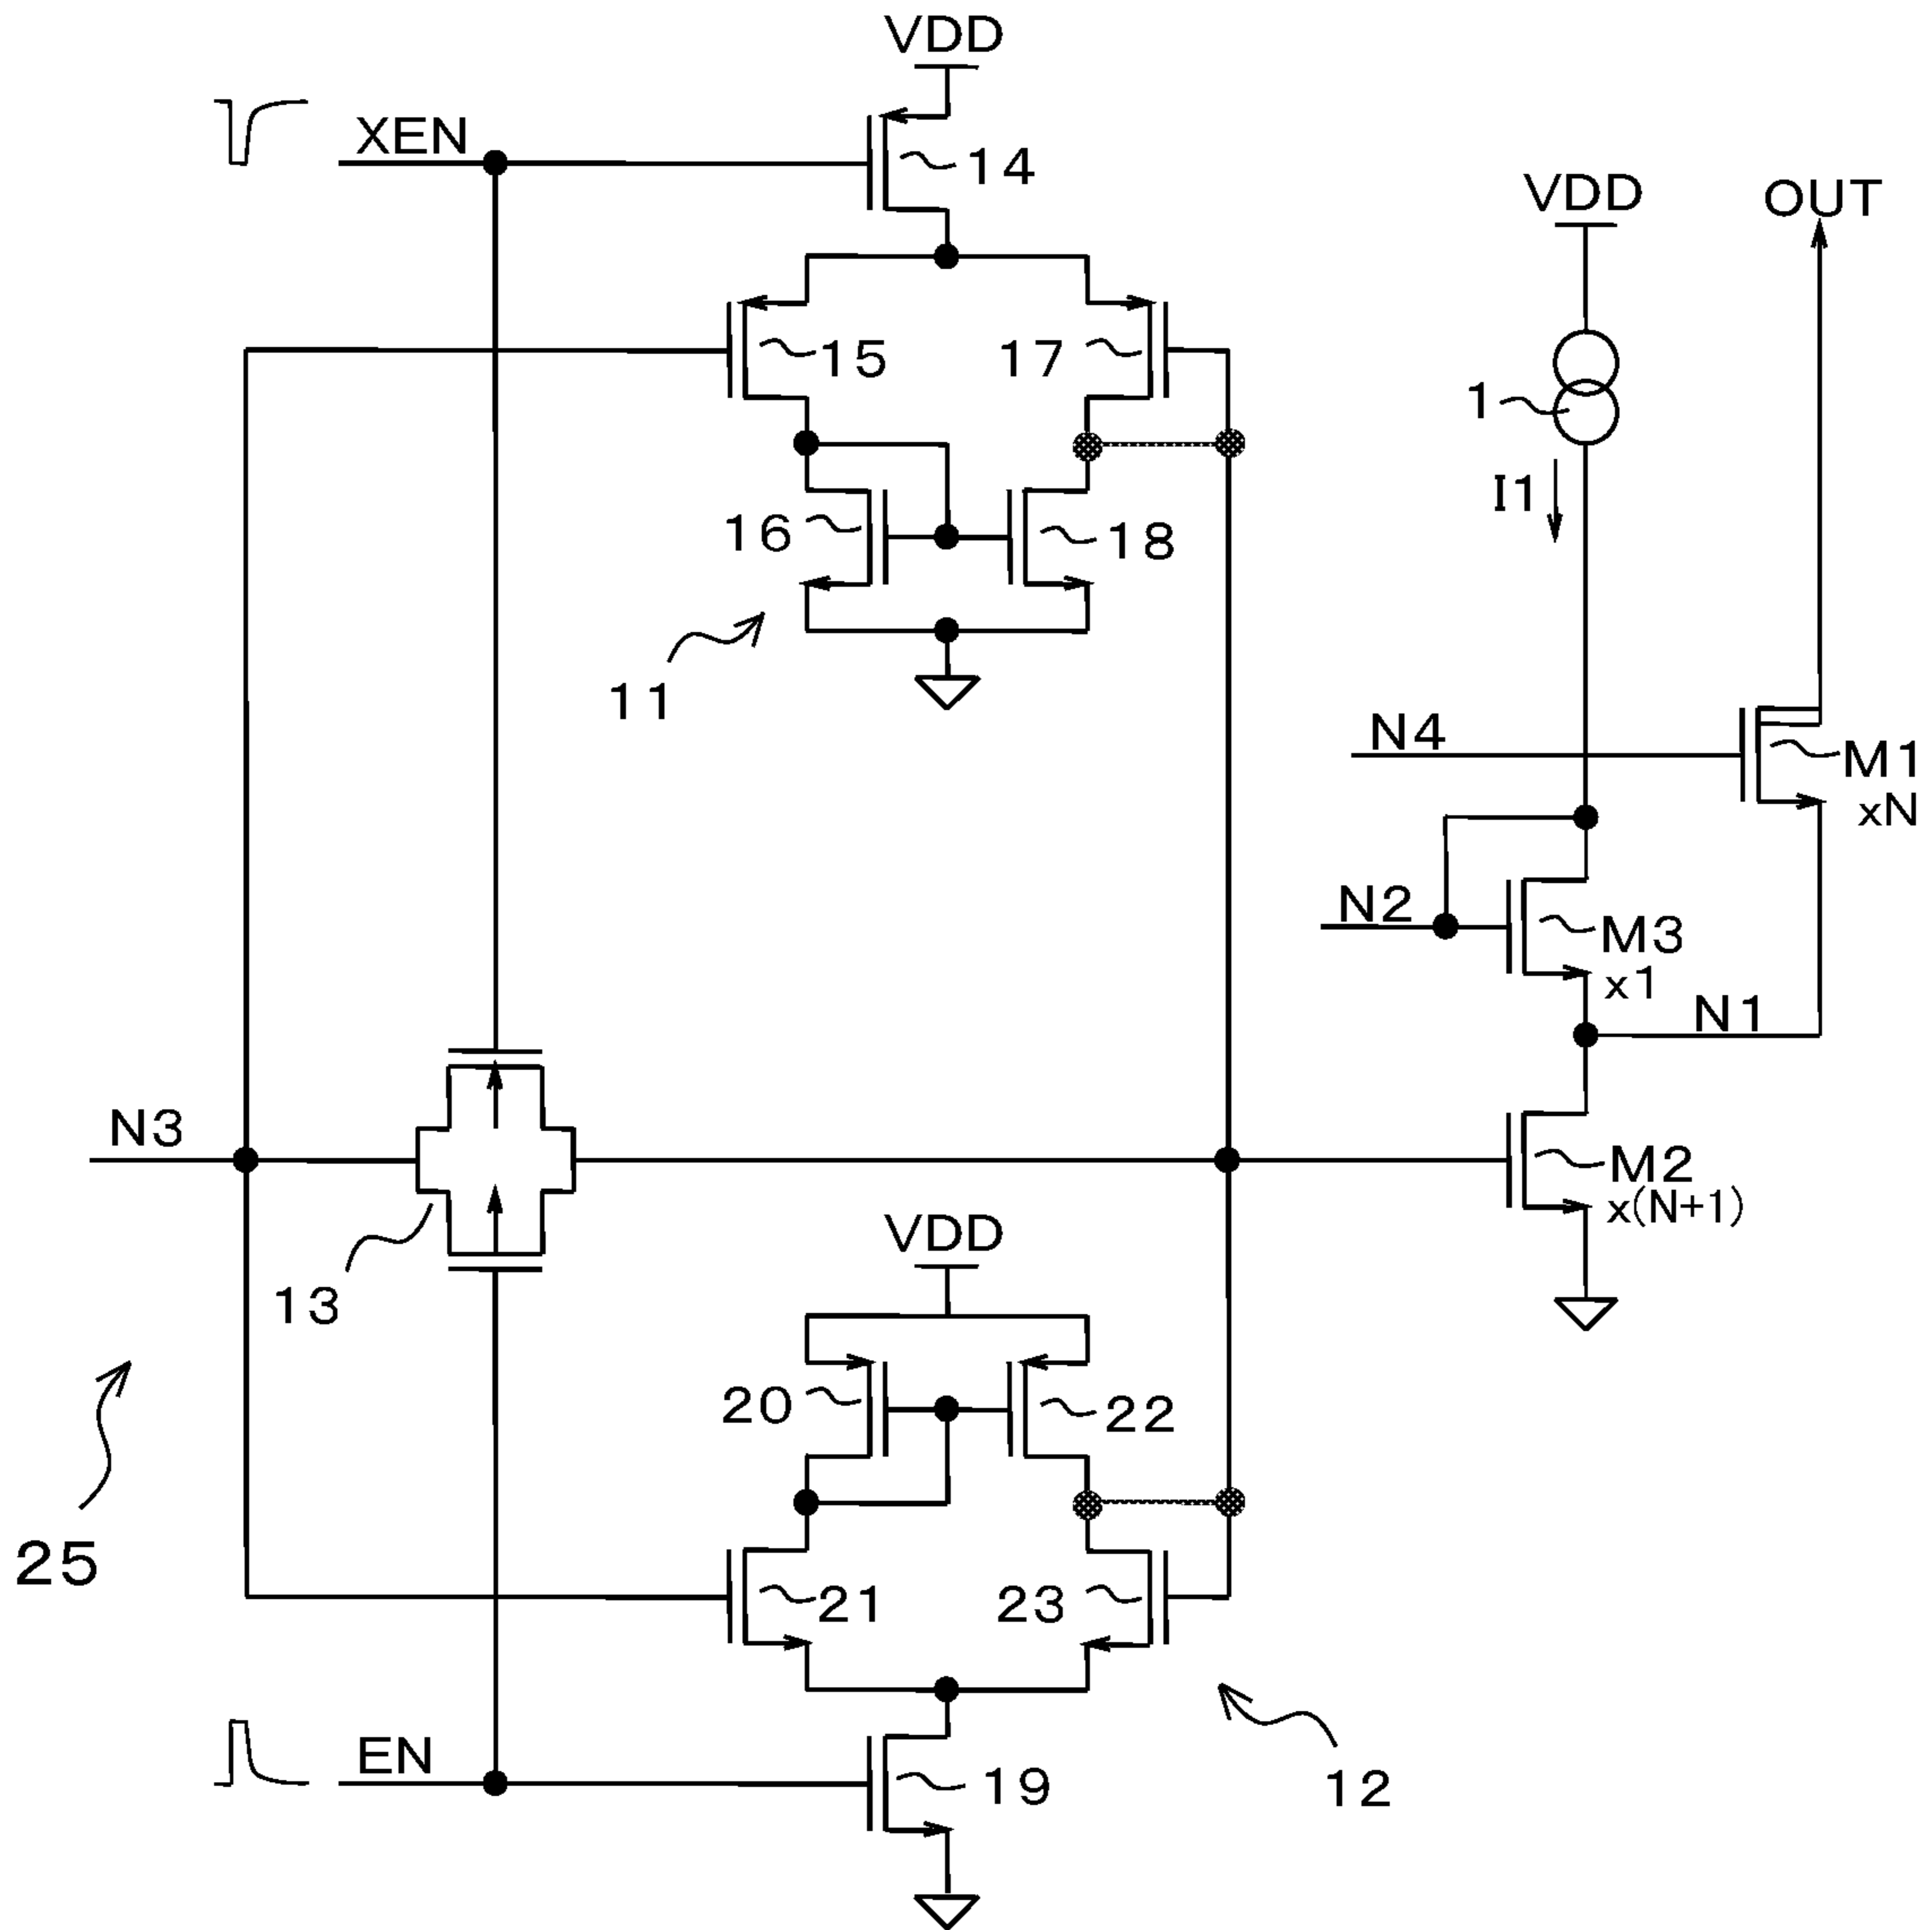 VDD
XEN
14
VDD
OUT
15
17
1
I1
16
18
11
N4
M1
xN
N2
M3
x1
N1
N3
M2
x(N+1)
VDD
13
20
22
25
21
23
EN
19
12